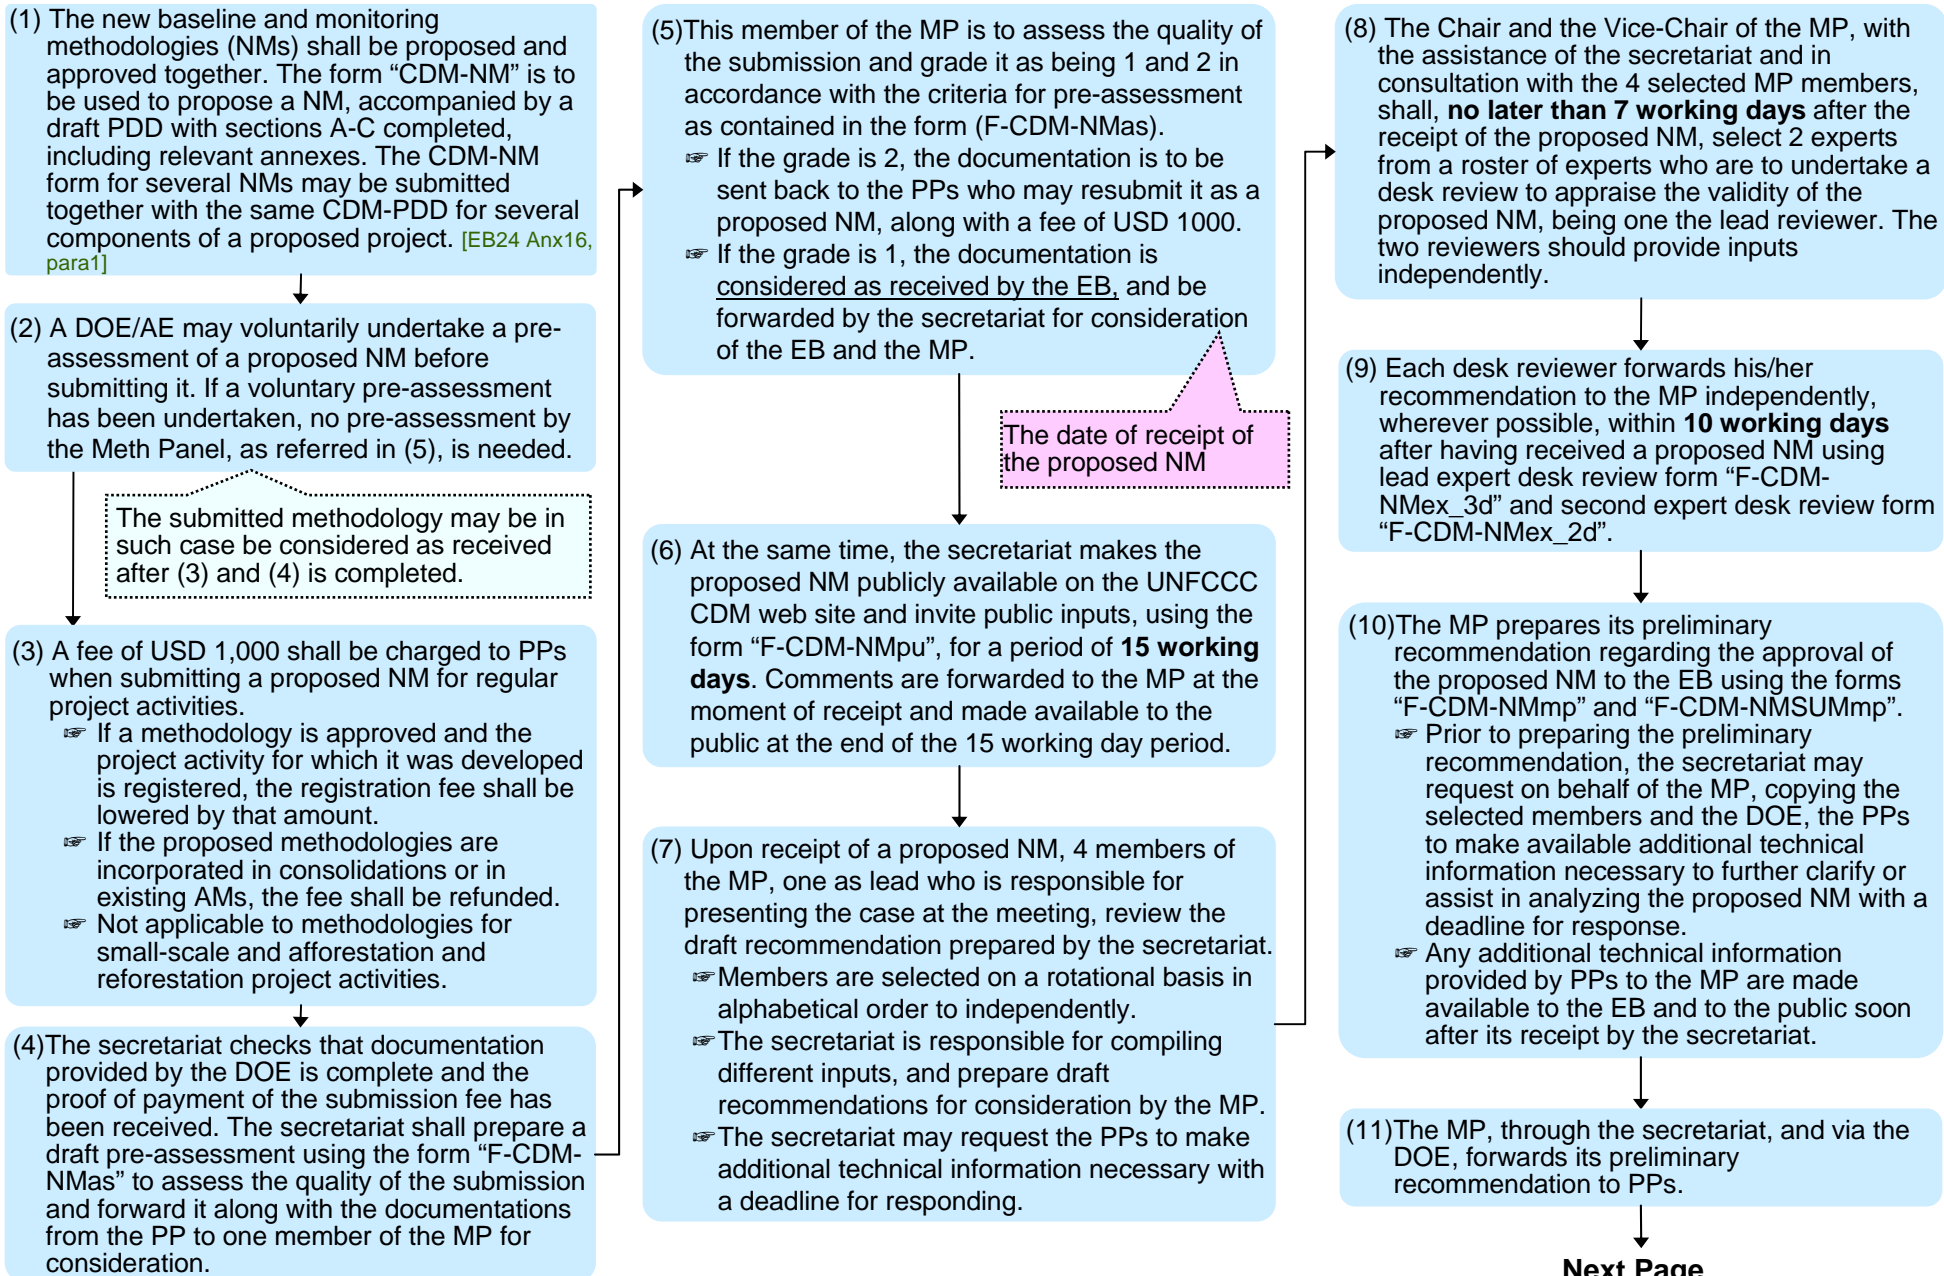 (1) The new baseline and monitoring
methodologies (NMs) shall be proposed and
approved together. The form “CDM-NM” is to
be used to propose a NM, accompanied by a
draft PDD with sections A-C completed,
including relevant annexes. The CDM-NM
form for several NMs may be submitted
together with the same CDM-PDD for several
components of a proposed project. [EB24 Anx16,
para1]
(2) A DOE/AE may voluntarily undertake a pre-
assessment of a proposed NM before
submitting it. If a voluntary pre-assessment
has been undertaken, no pre-assessment by
the Meth Panel, as referred in (5), is needed.
The submitted methodology may be in
such case be considered as received
after (3) and (4) is completed.
(3) A fee of USD 1,000 shall be charged to PPs
when submitting a proposed NM for regular
project activities.
☞ If a methodology is approved and the
project activity for which it was developed
is registered, the registration fee shall be
lowered by that amount.
☞ If the proposed methodologies are
incorporated in consolidations or in
existing AMs, the fee shall be refunded.
☞ Not applicable to methodologies for
small-scale and afforestation and
reforestation project activities.
(4)The secretariat checks that documentation
provided by the DOE is complete and the
proof of payment of the submission fee has
been received. The secretariat shall prepare a
draft pre-assessment using the form “F-CDM-
NMas” to assess the quality of the submission
and forward it along with the documentations
from the PP to one member of the MP for
consideration.
(5)This member of the MP is to assess the quality of
the submission and grade it as being 1 and 2 in
accordance with the criteria for pre-assessment
as contained in the form (F-CDM-NMas).
☞ If the grade is 2, the documentation is to be
sent back to the PPs who may resubmit it as a
proposed NM, along with a fee of USD 1000.
☞ If the grade is 1, the documentation is
considered as received by the EB, and be
forwarded by the secretariat for consideration
of the EB and the MP.
The date of receipt of
the proposed NM
(6) At the same time, the secretariat makes the
proposed NM publicly available on the UNFCCC
CDM web site and invite public inputs, using the
form “F-CDM-NMpu”, for a period of 15 working
days. Comments are forwarded to the MP at the
moment of receipt and made available to the
public at the end of the 15 working day period.
(7) Upon receipt of a proposed NM, 4 members of
the MP, one as lead who is responsible for
presenting the case at the meeting, review the
draft recommendation prepared by the secretariat.
☞Members are selected on a rotational basis in
alphabetical order to independently.
☞The secretariat is responsible for compiling
different inputs, and prepare draft
recommendations for consideration by the MP.
☞The secretariat may request the PPs to make
additional technical information necessary with
a deadline for responding.
(8) The Chair and the Vice-Chair of the MP, with
the assistance of the secretariat and in
consultation with the 4 selected MP members,
shall, no later than 7 working days after the
receipt of the proposed NM, select 2 experts
from a roster of experts who are to undertake a
desk review to appraise the validity of the
proposed NM, being one the lead reviewer. The
two reviewers should provide inputs
independently.
(9) Each desk reviewer forwards his/her
recommendation to the MP independently,
wherever possible, within 10 working days
after having received a proposed NM using
lead expert desk review form “F-CDM-
NMex_3d” and second expert desk review form
“F-CDM-NMex_2d”.
(10)The MP prepares its preliminary
recommendation regarding the approval of
the proposed NM to the EB using the forms
“F-CDM-NMmp” and “F-CDM-NMSUMmp”.
☞ Prior to preparing the preliminary
recommendation, the secretariat may
request on behalf of the MP, copying the
selected members and the DOE, the PPs
to make available additional technical
information necessary to further clarify or
assist in analyzing the proposed NM with a
deadline for response.
☞ Any additional technical information
provided by PPs to the MP are made
available to the EB and to the public soon
after its receipt by the secretariat.
(11)The MP, through the secretariat, and via the
DOE, forwards its preliminary
recommendation to PPs.
Next Page